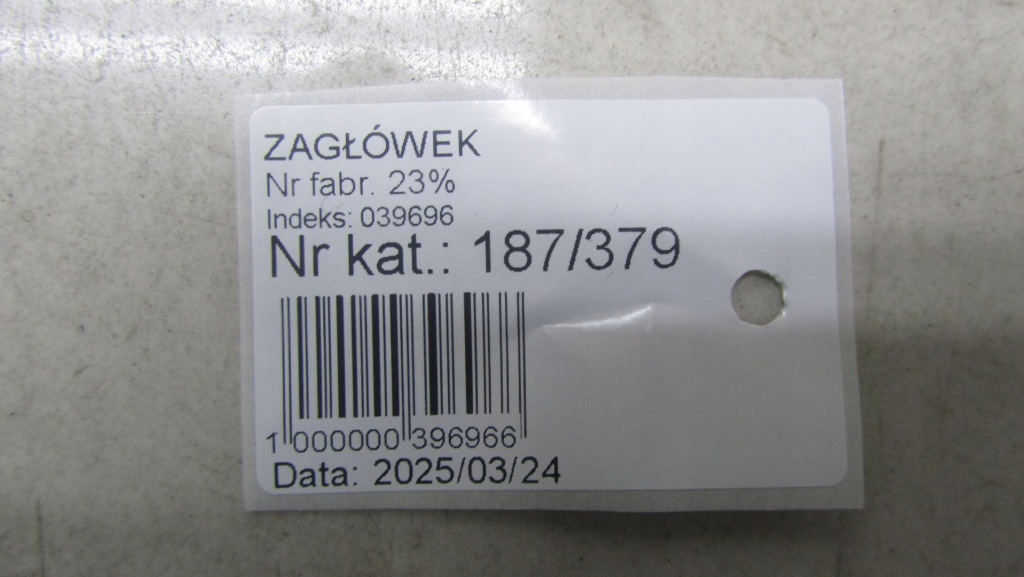 ZAGŁÓWEK
Nr fabr. 23%
Indeks: 039696
Nr kat.: 187/379
1 000000 396966
Data: 2025/03/24